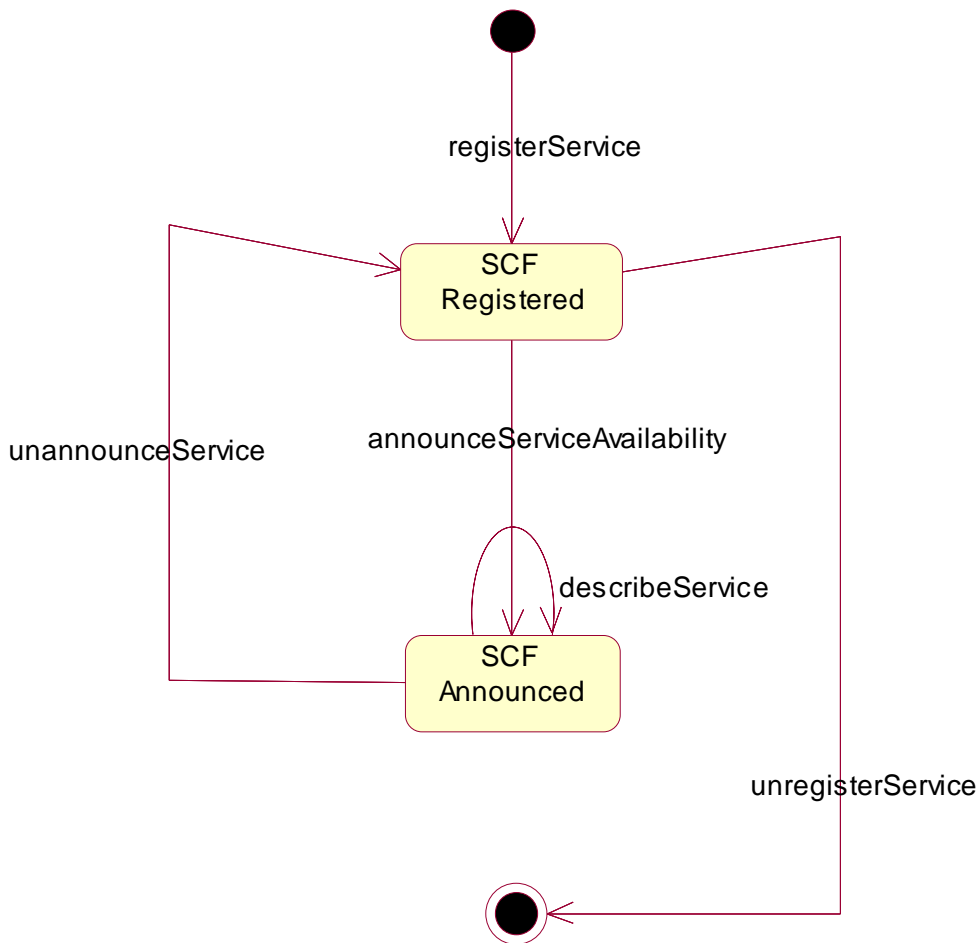 registerService
SCF
Registered
unannounceService
announceServiceAvailability
describeService
SCF
Announced
unregisterService